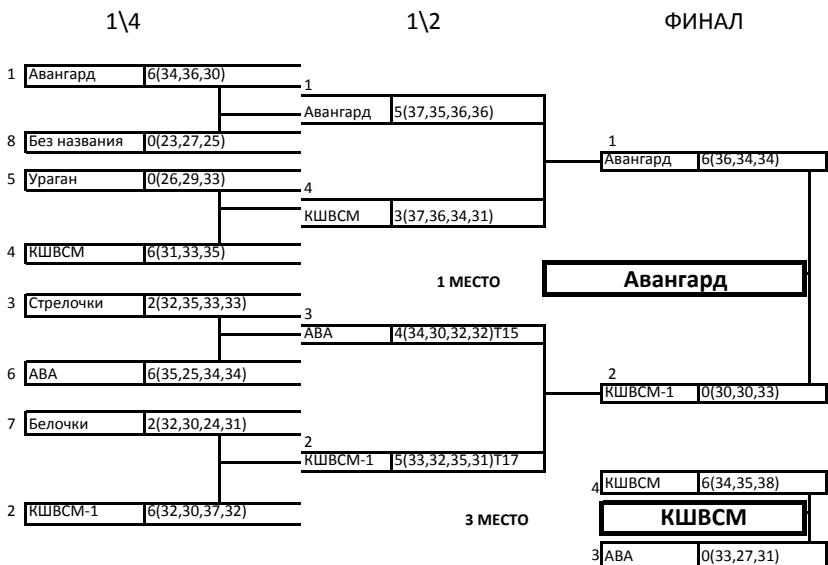 1\4 1\2 ФИНАЛ
1 Авангард 6(34,36,30)
1
Авангард 5(37,35,36,36)
8 Без названия 0(23,27,25)
1
Авангард 6(36,34,34)
5 Ураган 0(26,29,33)
4
КШВСМ 3(37,36,34,31)
4 КШВСМ 6(31,33,35)
1 МЕСТО Авангард
3 Стрелочки 2(32,35,33,33)
3
АВА 4(34,30,32,32)Т15
6 АВА 6(35,25,34,34)
2
КШВСМ-1 0(30,30,33)
7 Белочки 2(32,30,24,31)
2
КШВСМ-1 5(33,32,35,31)Т17
4 КШВСМ 6(34,35,38)
2 КШВСМ-1 6(32,30,37,32)
3 МЕСТО КШВСМ
3 АВА 0(33,27,31)